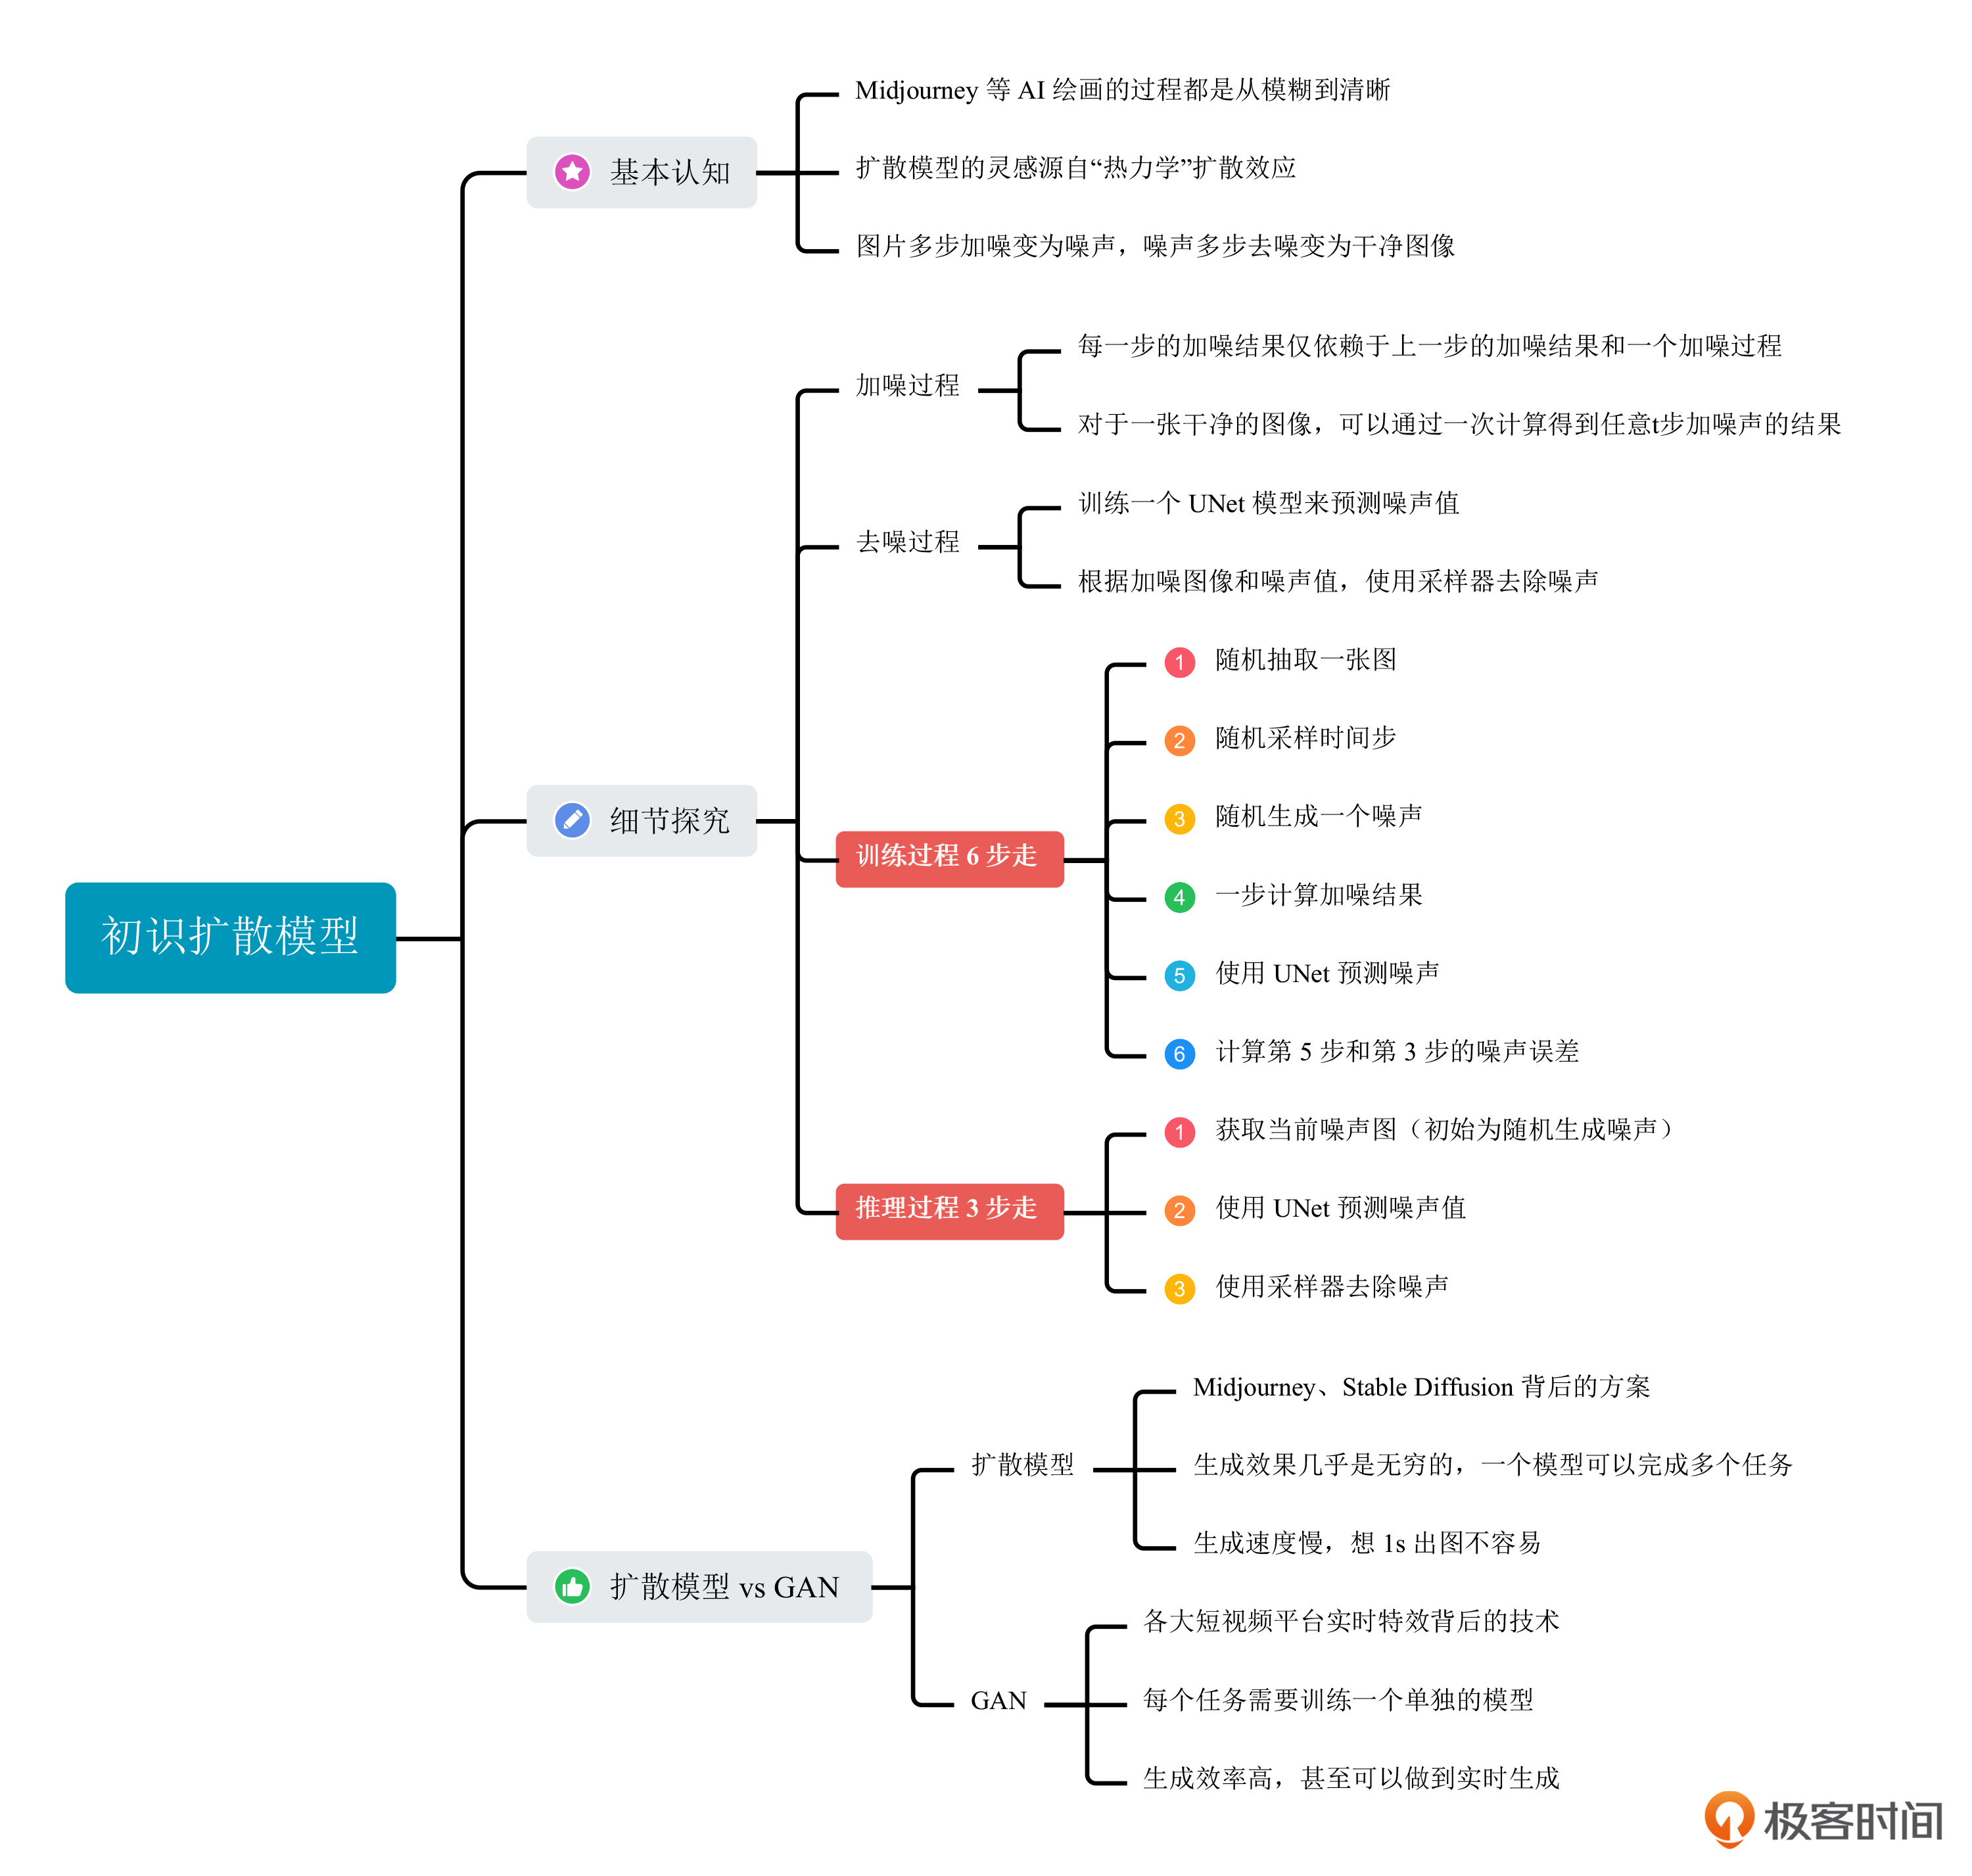 初识扩散模型
基本认知
Midjourney 等 AI 绘画的过程都是从模糊到清晰
扩散模型的灵感源自“热力学”扩散效应
图片多步加噪变为噪声，噪声多步去噪变为干净图像
细节探究
加噪过程
每一步的加噪结果仅依赖于上一步的加噪结果和一个加噪过程
对于一张干净的图像，可以通过一次计算得到任意t步加噪声的结果
去噪过程
训练一个 UNet 模型来预测噪声值
根据加噪图像和噪声值，使用采样器去除噪声
训练过程 6 步走
1 随机抽取一张图
2 随机采样时间步
3 随机生成一个噪声
4 一步计算加噪结果
5 使用 UNet 预测噪声
6 计算第 5 步和第 3 步的噪声误差
推理过程 3 步走
1 获取当前噪声图（初始为随机生成噪声）
2 使用 UNet 预测噪声值
3 使用采样器去除噪声
扩散模型 vs GAN
扩散模型
Midjourney、Stable Diffusion 背后的方案
生成效果几乎是无穷的，一个模型可以完成多个任务
生成速度慢，想 1s 出图不容易
GAN
各大短视频平台实时特效背后的技术
每个任务需要训练一个单独的模型
生成效率高，甚至可以做到实时生成
极客时间